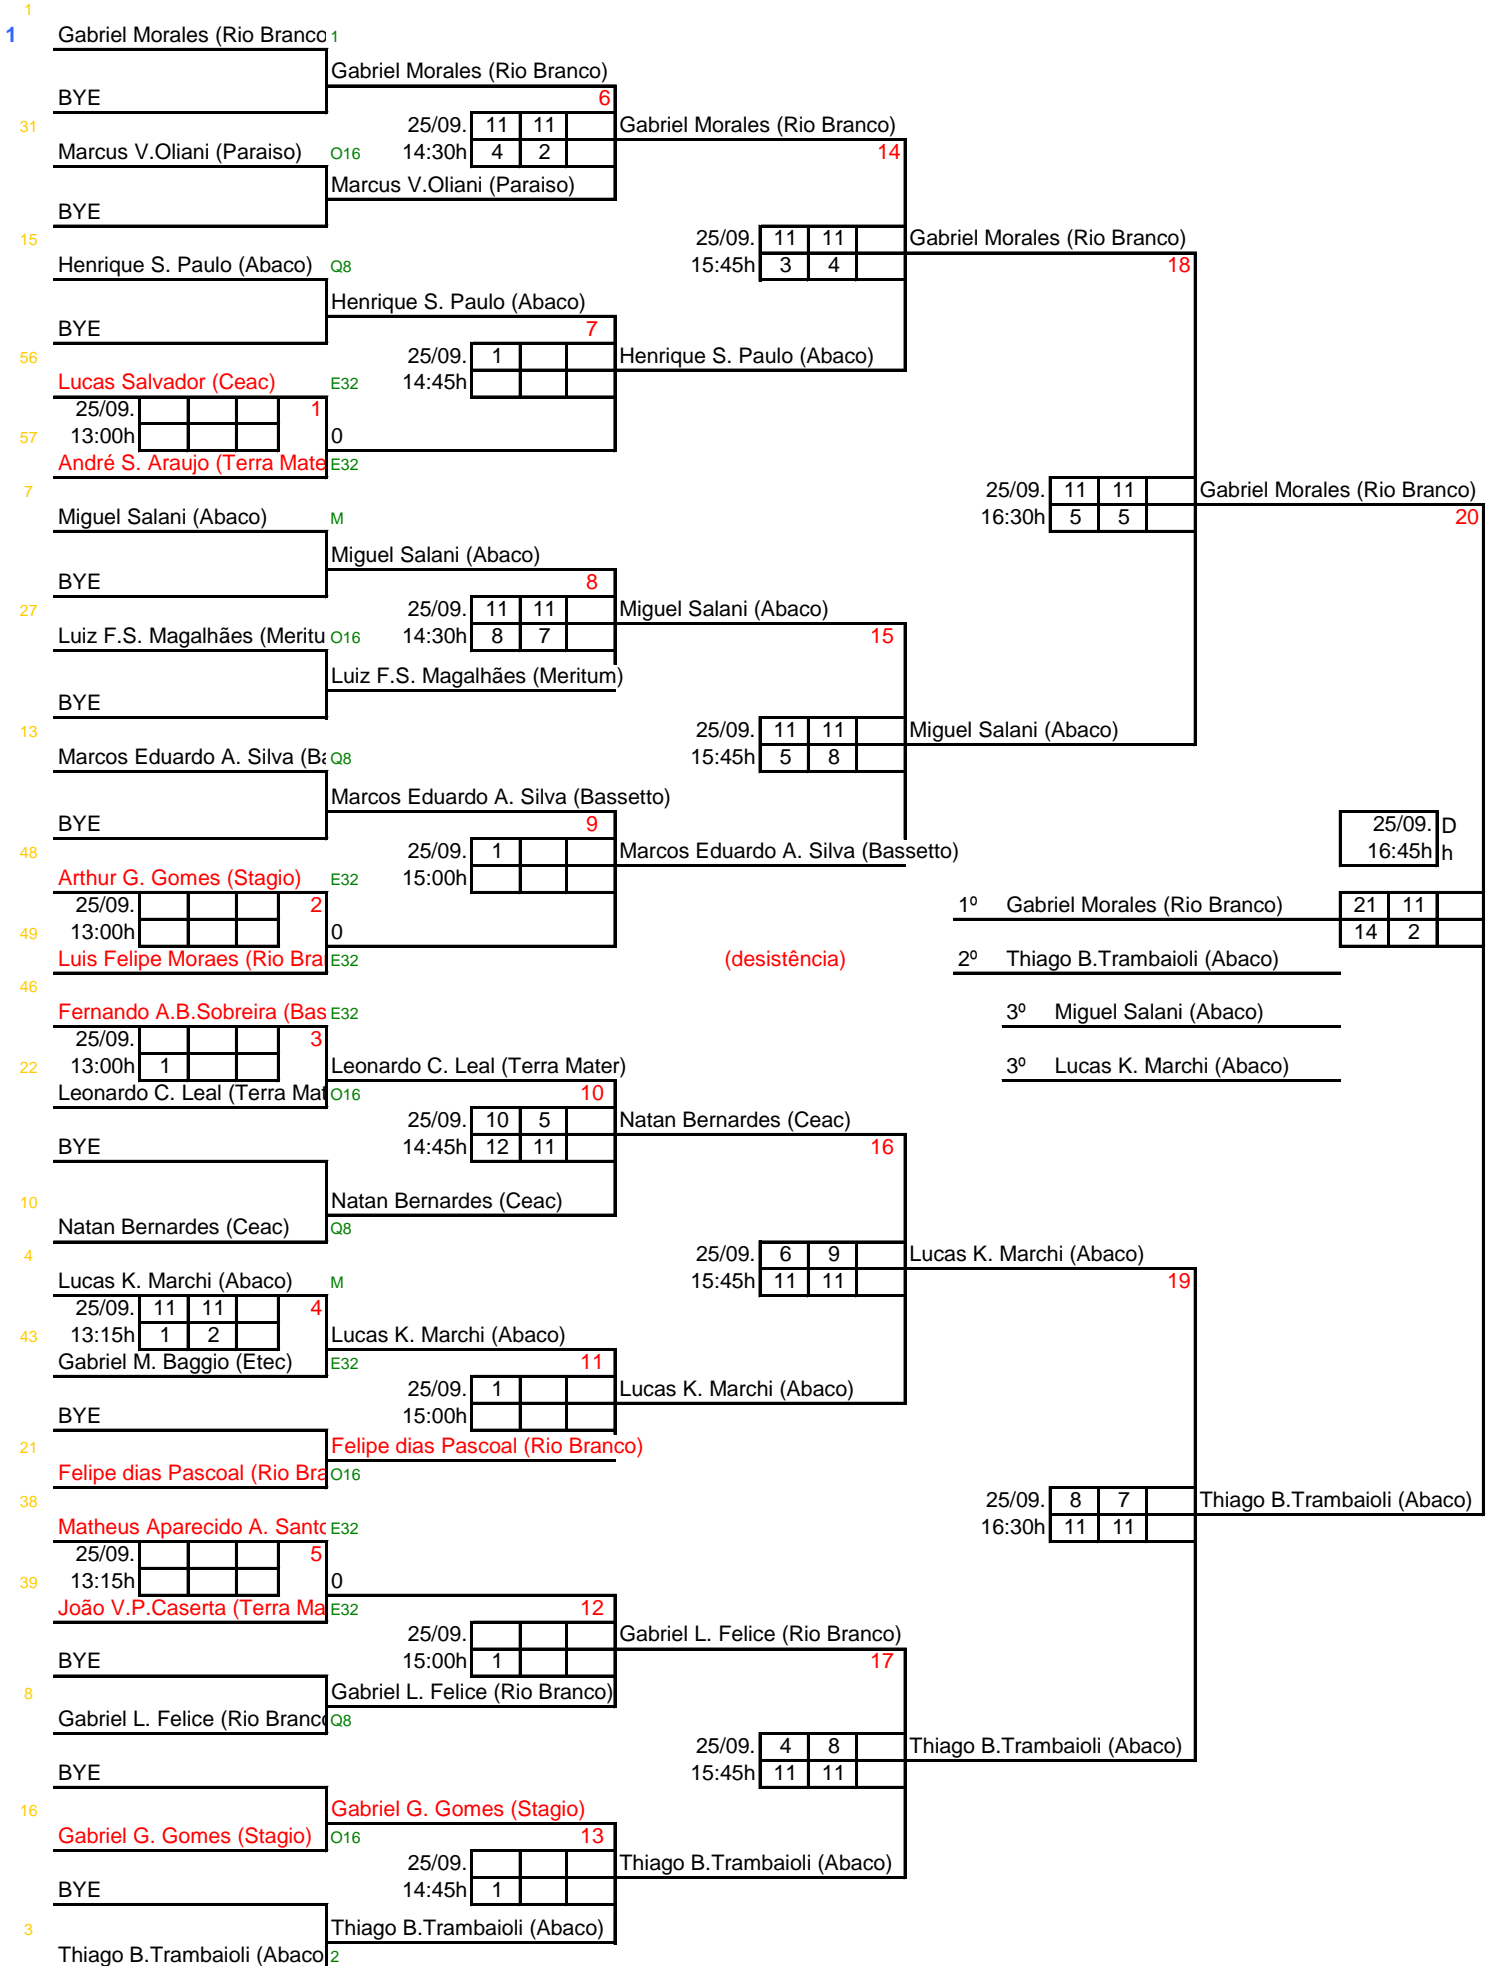 1
1 Gabriel Morales (Rio Branco 1
Gabriel Morales (Rio Branco)
BYE 6
31 25/09. 11 11 Gabriel Morales (Rio Branco)
Marcus V.Oliani (Paraiso) O16 14:30h 4 2 14
Marcus V.Oliani (Paraiso)
BYE
15 25/09. 11 11 Gabriel Morales (Rio Branco)
Henrique S. Paulo (Abaco) Q8 15:45h 3 4 18
Henrique S. Paulo (Abaco)
BYE 7
56 25/09. 1 Henrique S. Paulo (Abaco)
Lucas Salvador (Ceac) E32 14:45h
25/09. 1
57 13:00h 0
André S. Araujo (Terra Mate E32
7 25/09. 11 11 Gabriel Morales (Rio Branco)
Miguel Salani (Abaco) M 16:30h 5 5 20
Miguel Salani (Abaco)
BYE 8
27 25/09. 11 11 Miguel Salani (Abaco)
Luiz F.S. Magalhães (Meritu O16 14:30h 8 7 15
Luiz F.S. Magalhães (Meritum)
BYE
13 25/09. 11 11 Miguel Salani (Abaco)
Marcos Eduardo A. Silva (Ba Q8 15:45h 5 8
Marcos Eduardo A. Silva (Bassetto)
BYE 9 25/09. D
48 25/09. 1 Marcos Eduardo A. Silva (Bassetto) 16:45h h
Arthur G. Gomes (Stagio) E32 15:00h
25/09. 2 1º Gabriel Morales (Rio Branco) 21 11
49 13:00h 0 14 2
Luis Felipe Moraes (Rio Bra E32 (desistência) 2º Thiago B.Trambaioli (Abaco)
46
Fernando A.B.Sobreira (Bas E32 3º Miguel Salani (Abaco)
25/09. 3
22 13:00h 1 Leonardo C. Leal (Terra Mater) 3º Lucas K. Marchi (Abaco)
Leonardo C. Leal (Terra Mat O16 10
25/09. 10 5 Natan Bernardes (Ceac)
BYE 14:45h 12 11 16
10 Natan Bernardes (Ceac)
Natan Bernardes (Ceac) Q8
4 25/09. 6 9 Lucas K. Marchi (Abaco)
Lucas K. Marchi (Abaco) M 15:45h 11 11 19
25/09. 11 11 4
43 13:15h 1 2 Lucas K. Marchi (Abaco)
Gabriel M. Baggio (Etec) E32 11
25/09. 1 Lucas K. Marchi (Abaco)
BYE 15:00h
21 Felipe dias Pascoal (Rio Branco)
Felipe dias Pascoal (Rio Bra O16
38 25/09. 8 7 Thiago B.Trambaioli (Abaco)
Matheus Aparecido A. Santo E32 16:30h 11 11
25/09. 5
39 13:15h 0
João V.P.Caserta (Terra Ma E32 12
25/09. Gabriel L. Felice (Rio Branco)
BYE 15:00h 1 17
8 Gabriel L. Felice (Rio Branco)
Gabriel L. Felice (Rio Branco Q8
25/09. 4 8 Thiago B.Trambaioli (Abaco)
BYE 15:45h 11 11
16 Gabriel G. Gomes (Stagio)
Gabriel G. Gomes (Stagio) O16 13
25/09. Thiago B.Trambaioli (Abaco)
BYE 14:45h 1
3 Thiago B.Trambaioli (Abaco)
Thiago B.Trambaioli (Abaco 2